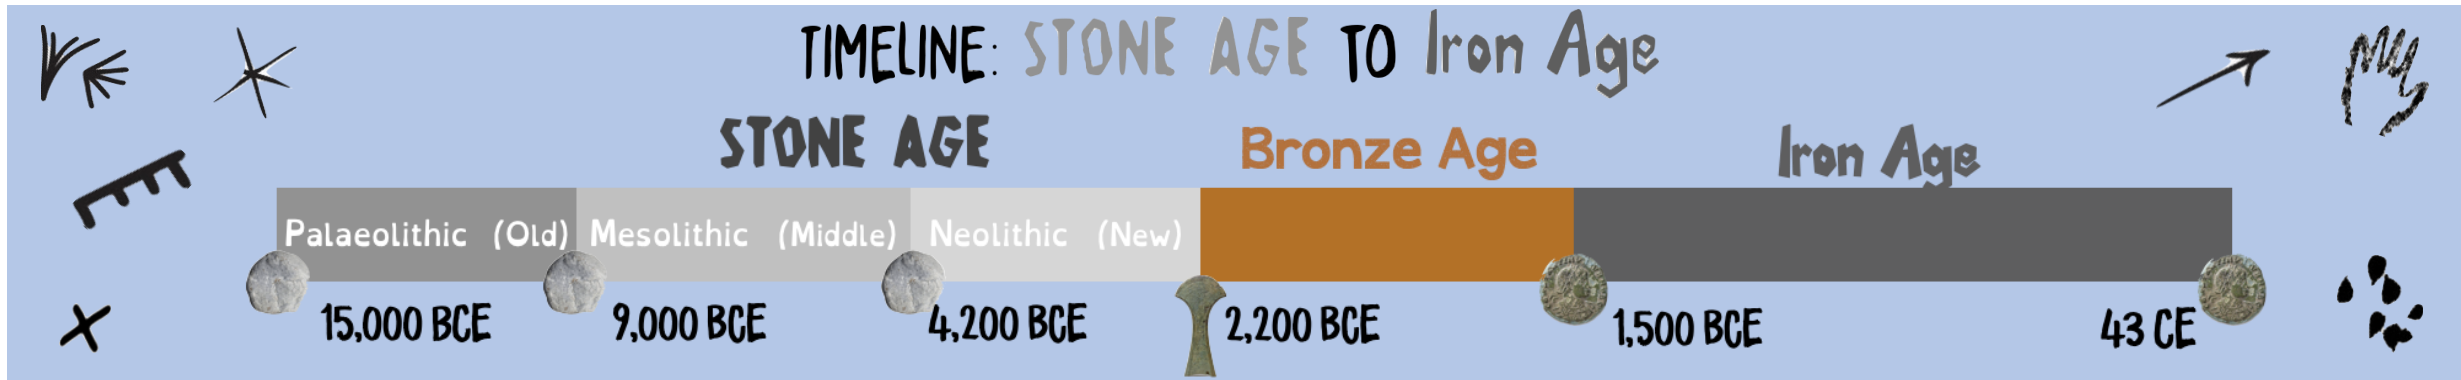 TIMELINE: STONE AGE TO Iron Age
STONE AGE Bronze Age Iron Age
Palaeolithic (Old) Mesolithic (Middle) Neolithic (New)
15,000 BCE 9,000 BCE 4,200 BCE 2,200 BCE 1,500 BCE 43 CE